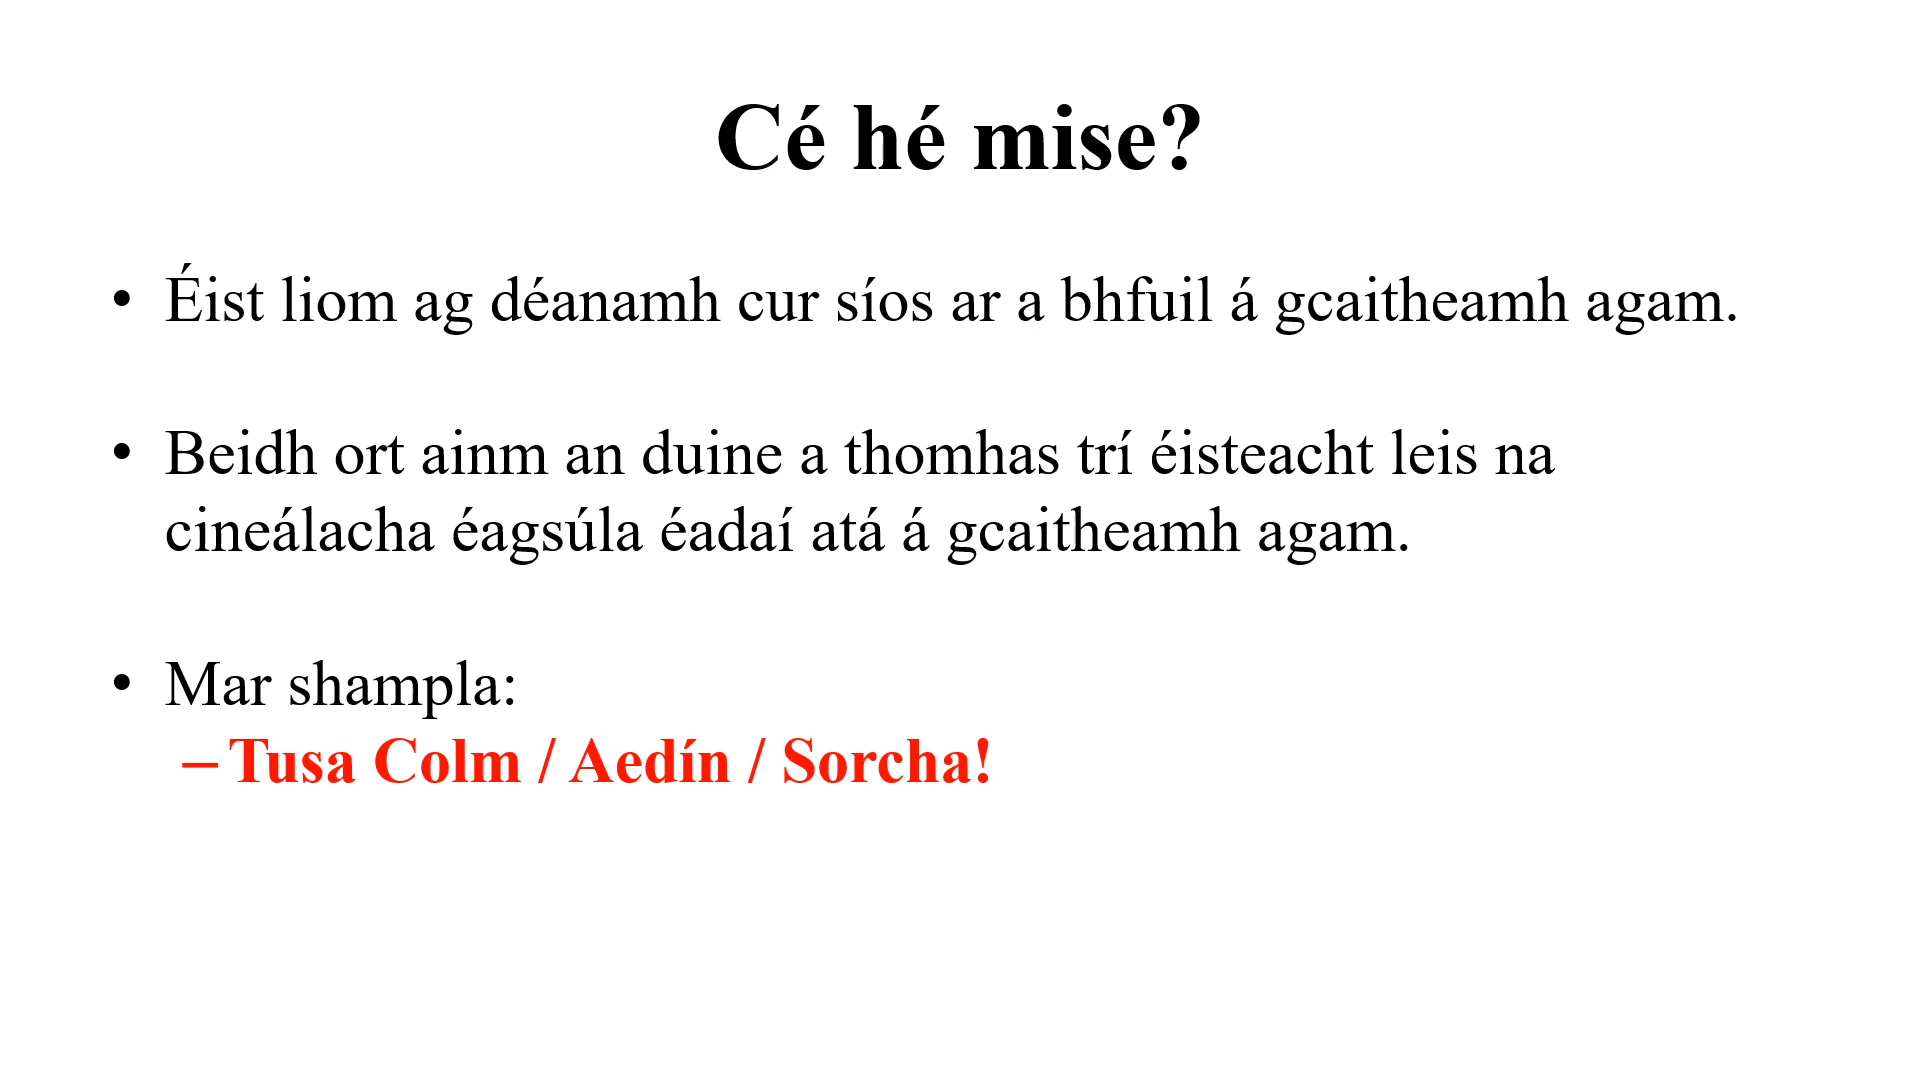 Cé hé mise?
• Éist liom ag déanamh cur síos ar a bhfuil á gcaitheamh agam.
• Beidh ort ainm an duine a thomhas trí éisteacht leis na
cineálacha éagsúla éadaí atá á gcaitheamh agam.
• Mar shampla:
– Tusa Colm / Aedín / Sorcha!